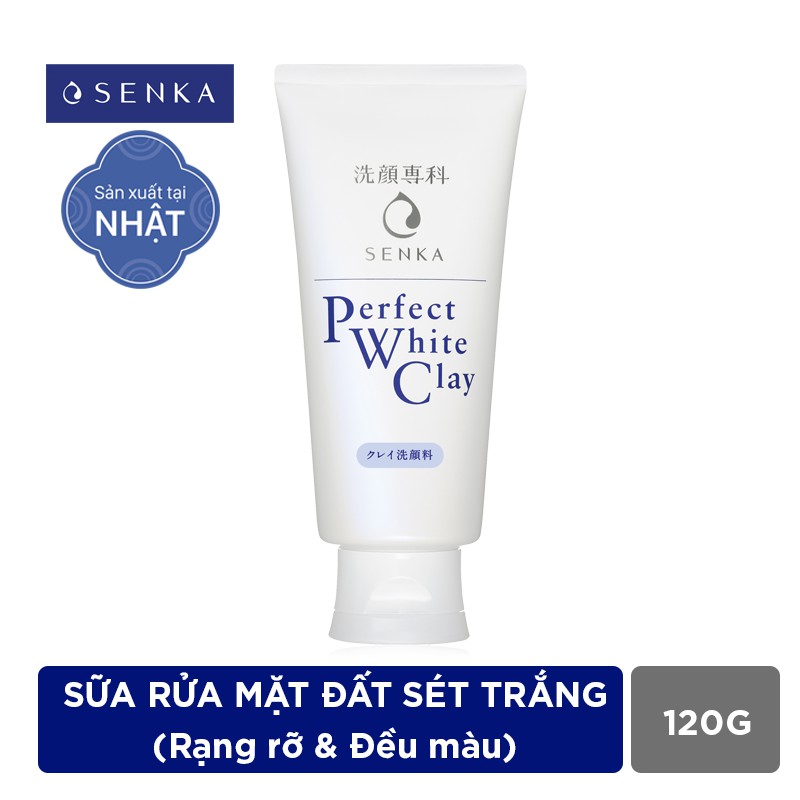 SENKA
Sản xuất tại
NHẬT
洗顔専科
SENKA
Perfect
White
Clay
クレイ洗顔料
SỮA RỬA MẶT ĐẤT SÉT TRẮNG
(Rạng rỡ & Đều màu)
120G